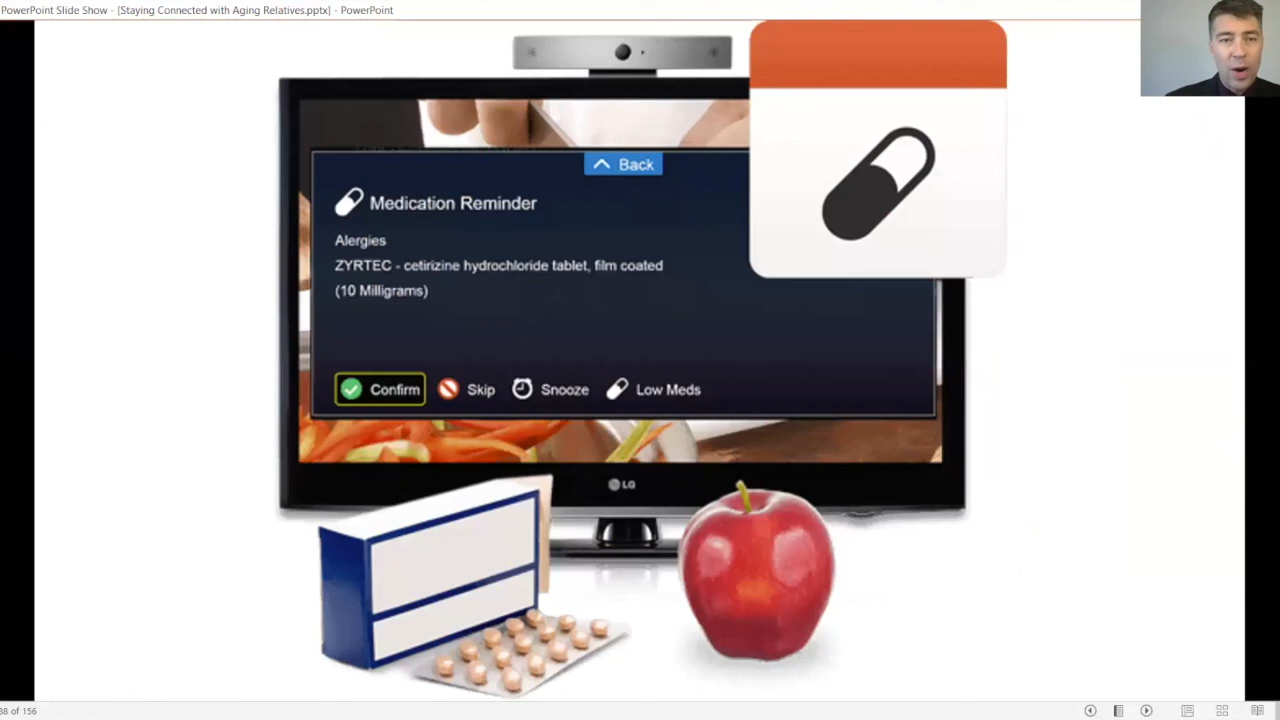 PowerPoint Slide Show - [Staying Connected with Aging Relatives.pptx] - PowerPoint
Back
Medication Reminder
Alergies
ZYRTEC - cetirizine hydrochloride tablet, film coated
(10 Milligrams)
Confirm Skip Snooze Low Meds
LG
38 of 156